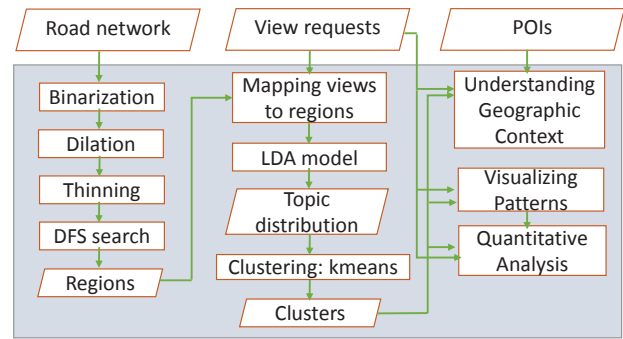 Road network
View requests
POIs
Binarization
Dilation
Thinning
DFS search
Regions
Mapping views
to regions
LDA model
Topic
distribution
Clustering: kmeans
Clusters
Understanding
Geographic
Context
Visualizing
Patterns
Quantitative
Analysis